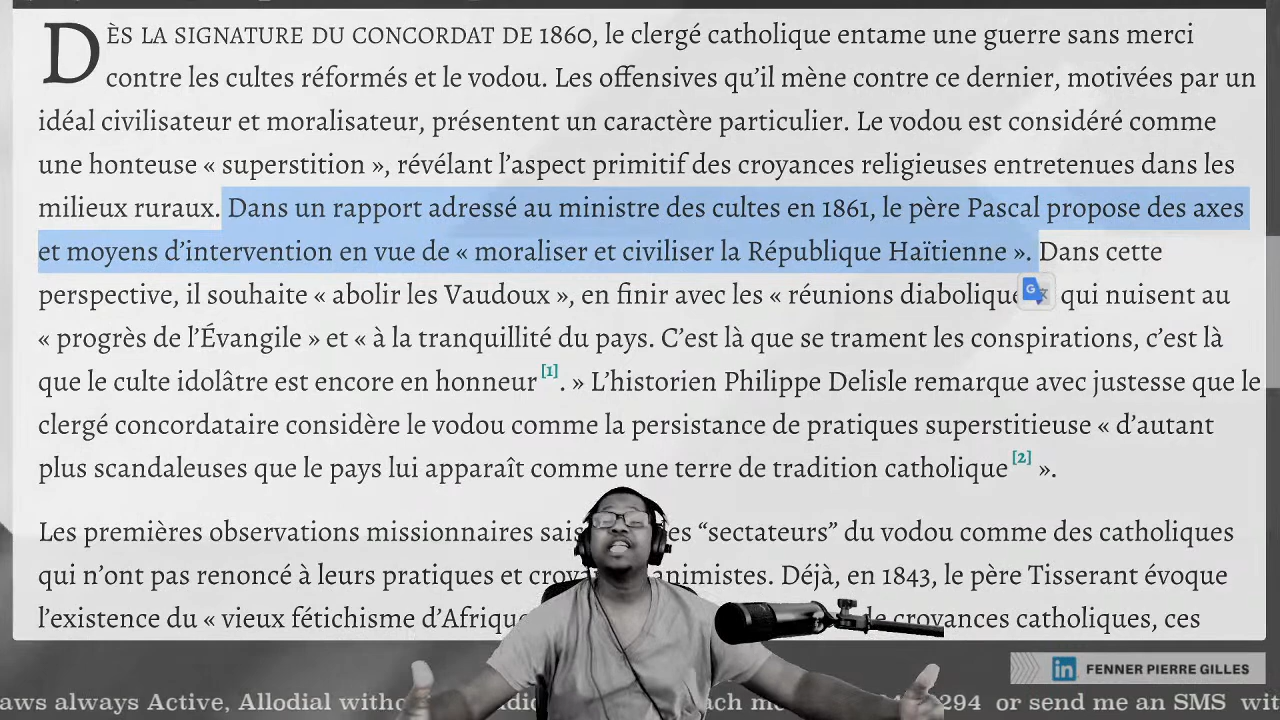 DÈS LA SIGNATURE DU CONCORDAT DE 1860, le clergé catholique entame une guerre sans merci
contre les cultes réformés et le vodou. Les offensives qu’il mène contre ce dernier, motivées par un
idéal civilisateur et moralisateur, présentent un caractère particulier. Le vodou est considéré comme
une honteuse « superstition », révélant l’aspect primitif des croyances religieuses entretenues dans les
milieux ruraux. Dans un rapport adressé au ministre des cultes en 1861, le père Pascal propose des axes
et moyens d’intervention en vue de « moraliser et civiliser la République Haïtienne ». Dans cette
perspective, il souhaite « abolir les Vaudoux », en finir avec les « réunions diaboliques qui nuisent au
« progrès de l’Évangile » et « à la tranquillité du pays. C’est là que se trament les conspirations, c’est là
que le culte idolâtre est encore en honneur [1]. » L’historien Philippe Delisle remarque avec justesse que le
clergé concordataire considère le vodou comme la persistance de pratiques superstitieuse « d’autant
plus scandaleuses que le pays lui apparaît comme une terre de tradition catholique [2] ».
Les premières observations missionnaires es “sectateurs” du vodou comme des catholiques
qui n’ont pas renoncé à leurs pratiques et animistes. Déjà, en 1843, le père Tisserant évoque
l’existence du « vieux fétichisme d’Afriq de croyances catholiques, ces
in FENNER PIERRE GILLES
aws always Active, Allodial 294 or send me an SMS wit